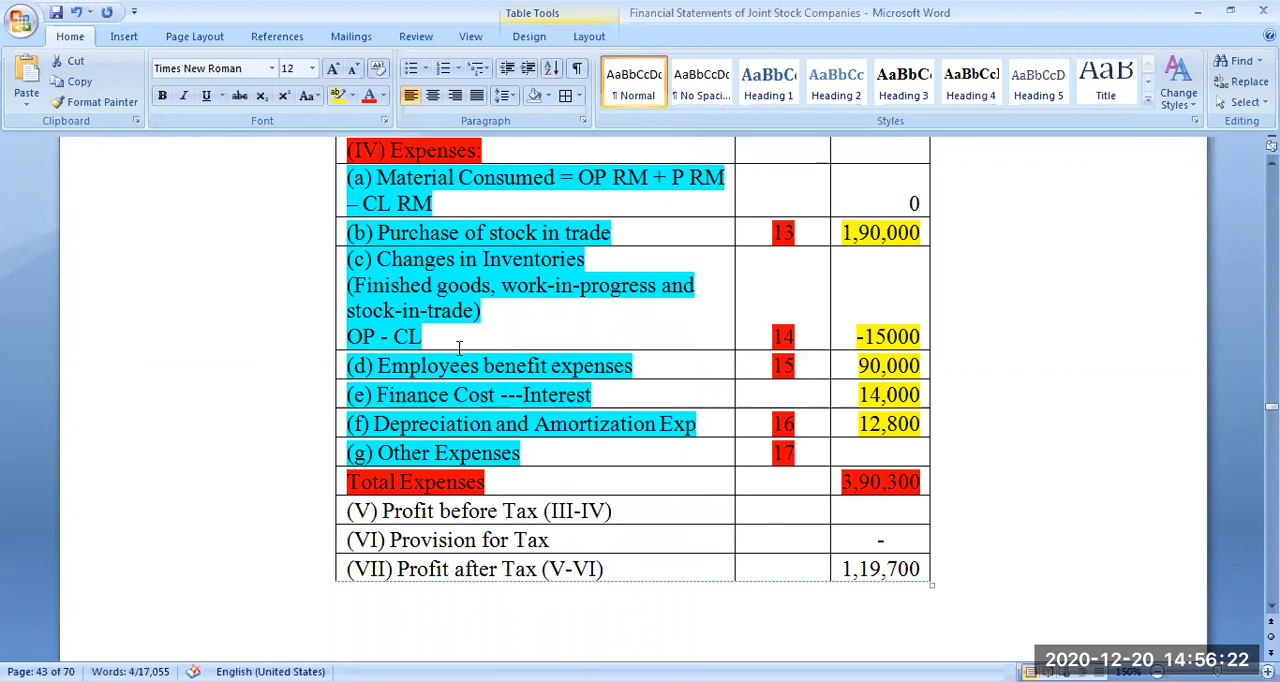 Table Tools
Financial Statements of Joint Stock Companies - Microsoft Word
Home Insert Page Layout References Mailings Review View Design Layout
Paste
Cut
Copy
Format Painter
Clipboard
Times New Roman 12
Font
Paragraph
AaBbCcDc AaBbCcDc AaBbC AaBbCc AaBbCc AaBbCcI AaBbCcD AaB
¶ Normal ¶ No Spaci... Heading 1 Heading 2 Heading 3 Heading 4 Heading 5 Title
Change Styles
Styles
Find
Replace
Select
Editing
(IV) Expenses:
(a) Material Consumed = OP RM + P RM
– CL RM 0
(b) Purchase of stock in trade 13 1,90,000
(c) Changes in Inventories
(Finished goods, work-in-progress and
stock-in-trade)
OP - CL 14 -15000
(d) Employees benefit expenses 15 90,000
(e) Finance Cost ---Interest 14,000
(f) Depreciation and Amortization Exp 16 12,800
(g) Other Expenses 17
Total Expenses 3,90,300
(V) Profit before Tax (III-IV)
(VI) Provision for Tax -
(VII) Profit after Tax (V-VI) 1,19,700
2020-12-20 14:56:22
Page: 43 of 70 Words: 4/17,055 English (United States) 150%